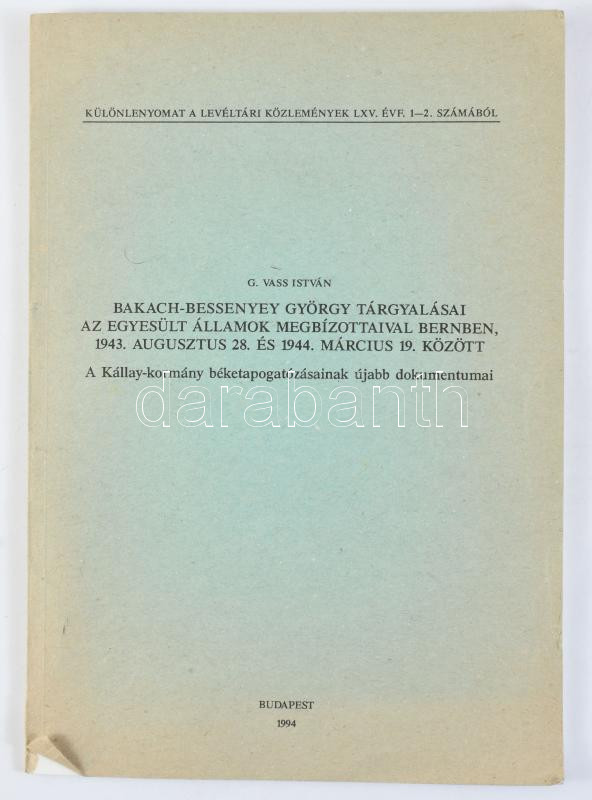 KÜLÖNLENYOMAT A LEVÉLTÁRI KÖZLEMÉNYEK LXV. ÉVF. 1—2. SZÁMÁBÓL
G. VASS ISTVÁN
BAKACH-BESSENYEY GYÖRGY TÁRGYALÁSAI
AZ EGYESÜLT ÁLLAMOK MEGBÍZOTTAIVAL BERNBEN,
1943. AUGUSZTUS 28. ÉS 1944. MÁRCIUS 19. KÖZÖTT
A Kállay-kormány béketapogatózásainak újabb dokumentumai
darabanth
BUDAPEST
1994